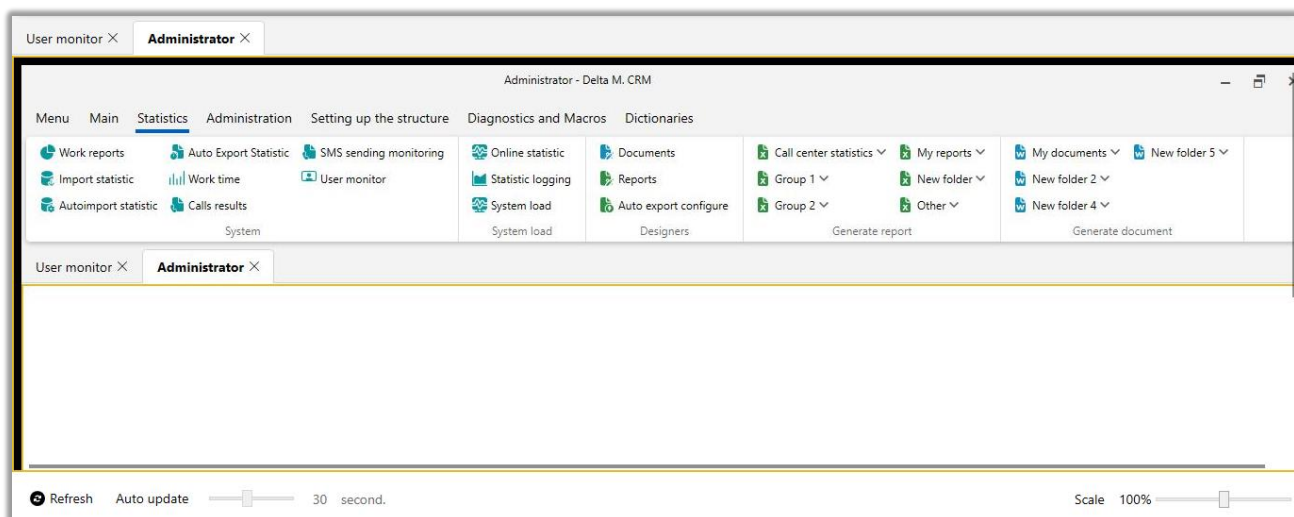 User monitor Administrator
Administrator - Delta M. CRM
Menu Main Statistics Administration Setting up the structure Diagnostics and Macros Dictionaries
Work reports Auto Export Statistic SMS sending monitoring Online statistic Documents Call center statistics My reports My documents New folder 5
Import statistic Work time User monitor Statistic logging Reports Group 1 New folder New folder 2
Autoimport statistic Calls results System load Auto export configure Group 2 Other New folder 4
System System load Designers Generate report Generate document
User monitor Administrator
Refresh Auto update 30 second. Scale 100%